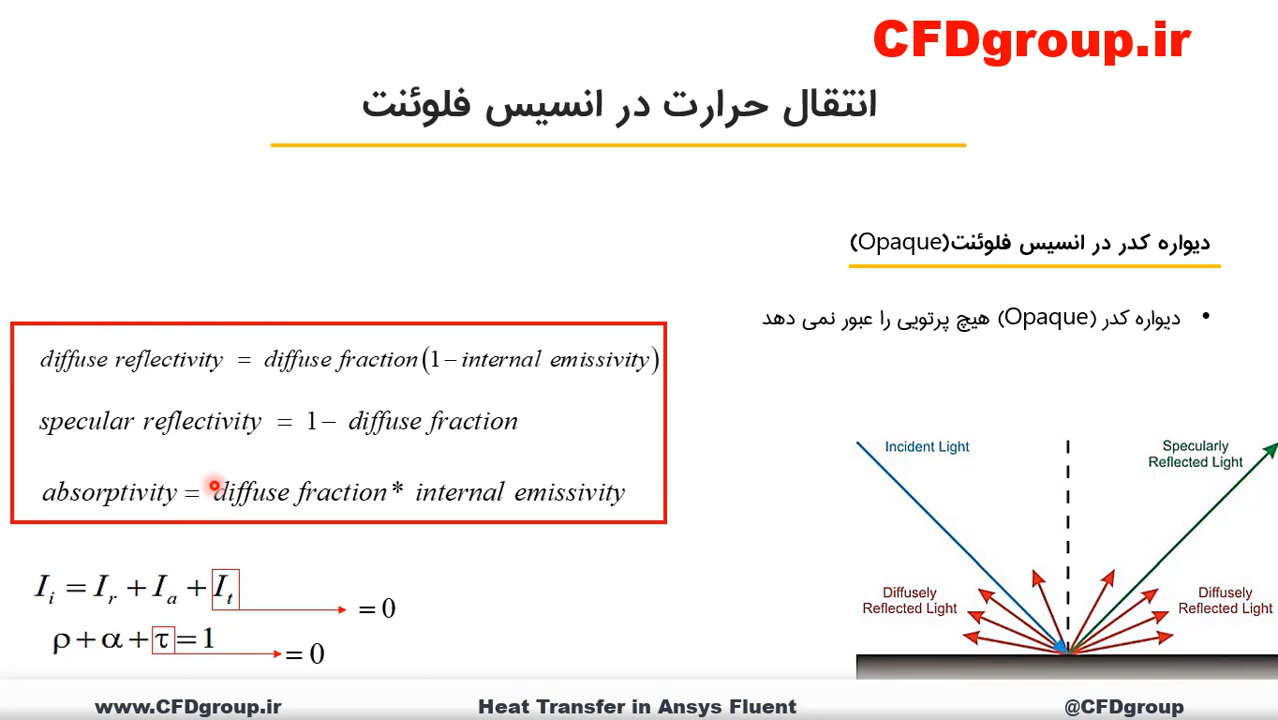 CFDgroup.ir
انتقال حرارت در انسیس فلوئنت
دیواره کدر در انسیس فلوئنت(Opaque)
• دیواره کدر (Opaque) هیچ پرتویی را عبور نمی دهد
diffuse reflectivity = diffuse fraction(1−internal emissivity)
specular reflectivity = 1− diffuse fraction
absorptivity = diffuse fraction* internal emissivity
I_i = I_r + I_a + I_t
= 0
ρ+α+τ=1
= 0
Incident Light
Specularly
Reflected Light
Diffusely
Reflected Light
Diffusely
Reflected Light
www.CFDgroup.ir
Heat Transfer in Ansys Fluent
@CFDgroup